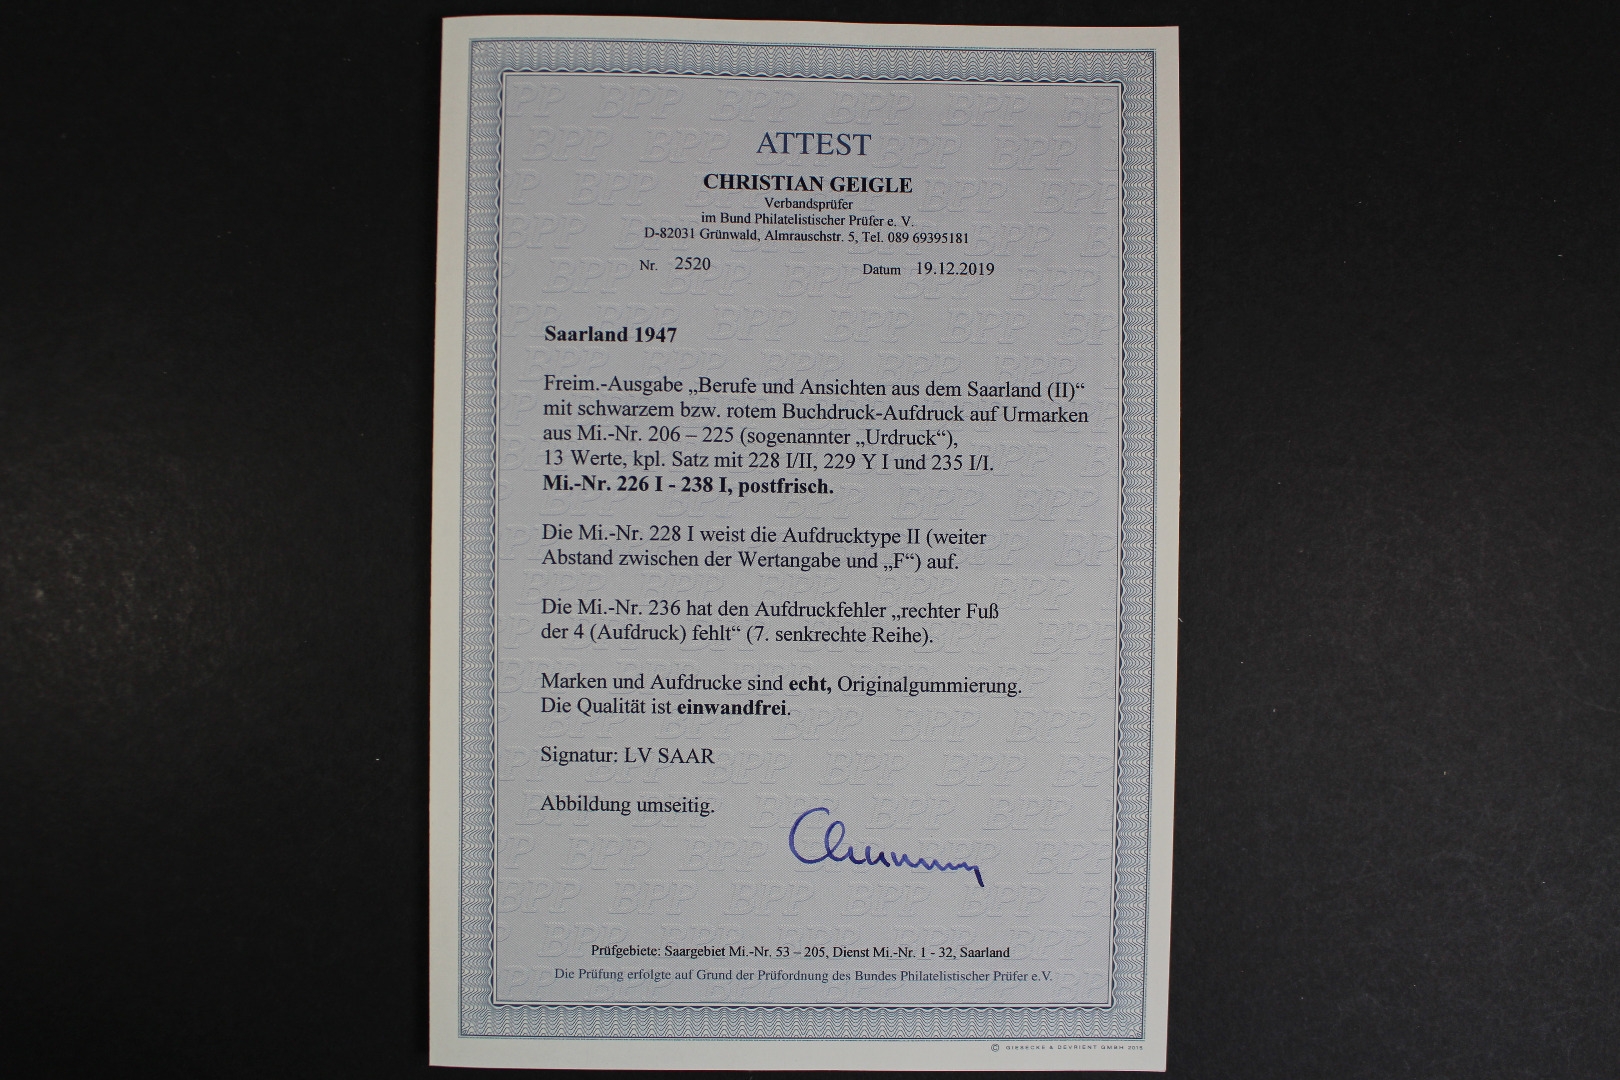 ATTEST
CHRISTIAN GEIGLE
Verbandsprüfer
im Bund Philatelistischer Prüfer e. V.
D-82031 Grünwald, Almrauschstr. 5, Tel. 089 69395181
Nr. 2520 Datum 19.12.2019
Saarland 1947
Freim.-Ausgabe „Berufe und Ansichten aus dem Saarland (II)“
mit schwarzem bzw. rotem Buchdruck-Aufdruck auf Urmarken
aus Mi.-Nr. 206 – 225 (sogenannter „Urdruck“),
13 Werte, kpl. Satz mit 228 I/II, 229 Y I und 235 I/I.
Mi.-Nr. 226 I - 238 I, postfrisch.
Die Mi.-Nr. 228 I weist die Aufdrucktype II (weiter
Abstand zwischen der Wertangabe und „F“) auf.
Die Mi.-Nr. 236 hat den Aufdruckfehler „rechter Fuß
der 4 (Aufdruck) fehlt“ (7. senkrechte Reihe).
Marken und Aufdrucke sind echt, Originalgummierung.
Die Qualität ist einwandfrei.
Signatur: LV SAAR
Abbildung umseitig.
Prüfgebiete: Saargebiet Mi.-Nr. 53 – 205, Dienst Mi.-Nr. 1 - 32, Saarland
Die Prüfung erfolgte auf Grund der Prüfordnung des Bundes Philatelistischer Prüfer e.V.
© GIESECKE & DEVRIENT GMBH